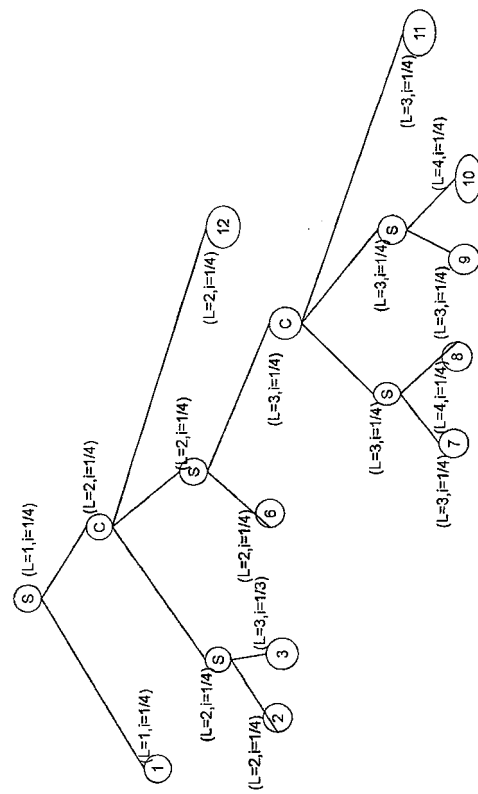 S
(L=1,i=1/4)
(L=2,i=1/4)
C
(L=1,i=1/4)
1
(L=2,i=1/4)
S
(L=2,i=1/4)
S
(L=2,i=1/4)
12
(L=2,i=1/4)
2
(L=3,i=1/3)
3
(L=2,i=1/4)
6
(L=3,i=1/4)
C
(L=3,i=1/4)
S
(L=3,i=1/4)
S
(L=3,i=1/4)
11
(L=3,i=1/4)
7
(L=4,i=1/4)
8
(L=3,i=1/4)
9
(L=4,i=1/4)
10